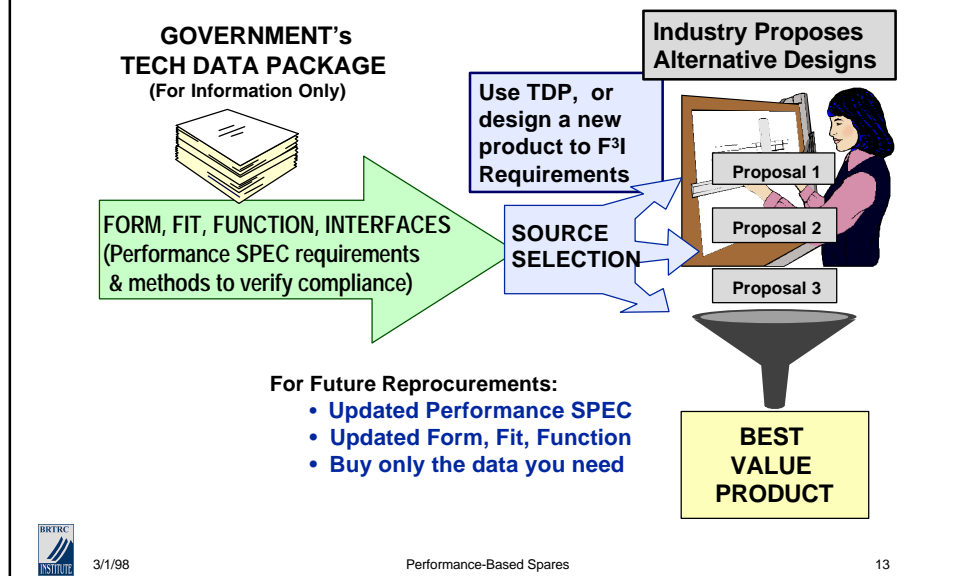 GOVERNMENT's
TECH DATA PACKAGE
(For Information Only)
Industry Proposes
Alternative Designs
Use TDP, or
design a new
product to F³I
Requirements
FORM, FIT, FUNCTION, INTERFACES
(Performance SPEC requirements
& methods to verify compliance)
SOURCE
SELECTION
Proposal 1
Proposal 2
Proposal 3
For Future Reprocurements:
• Updated Performance SPEC
• Updated Form, Fit, Function
• Buy only the data you need
BEST
VALUE
PRODUCT
BRTRC
INSTITUTE
3/1/98
Performance-Based Spares
13